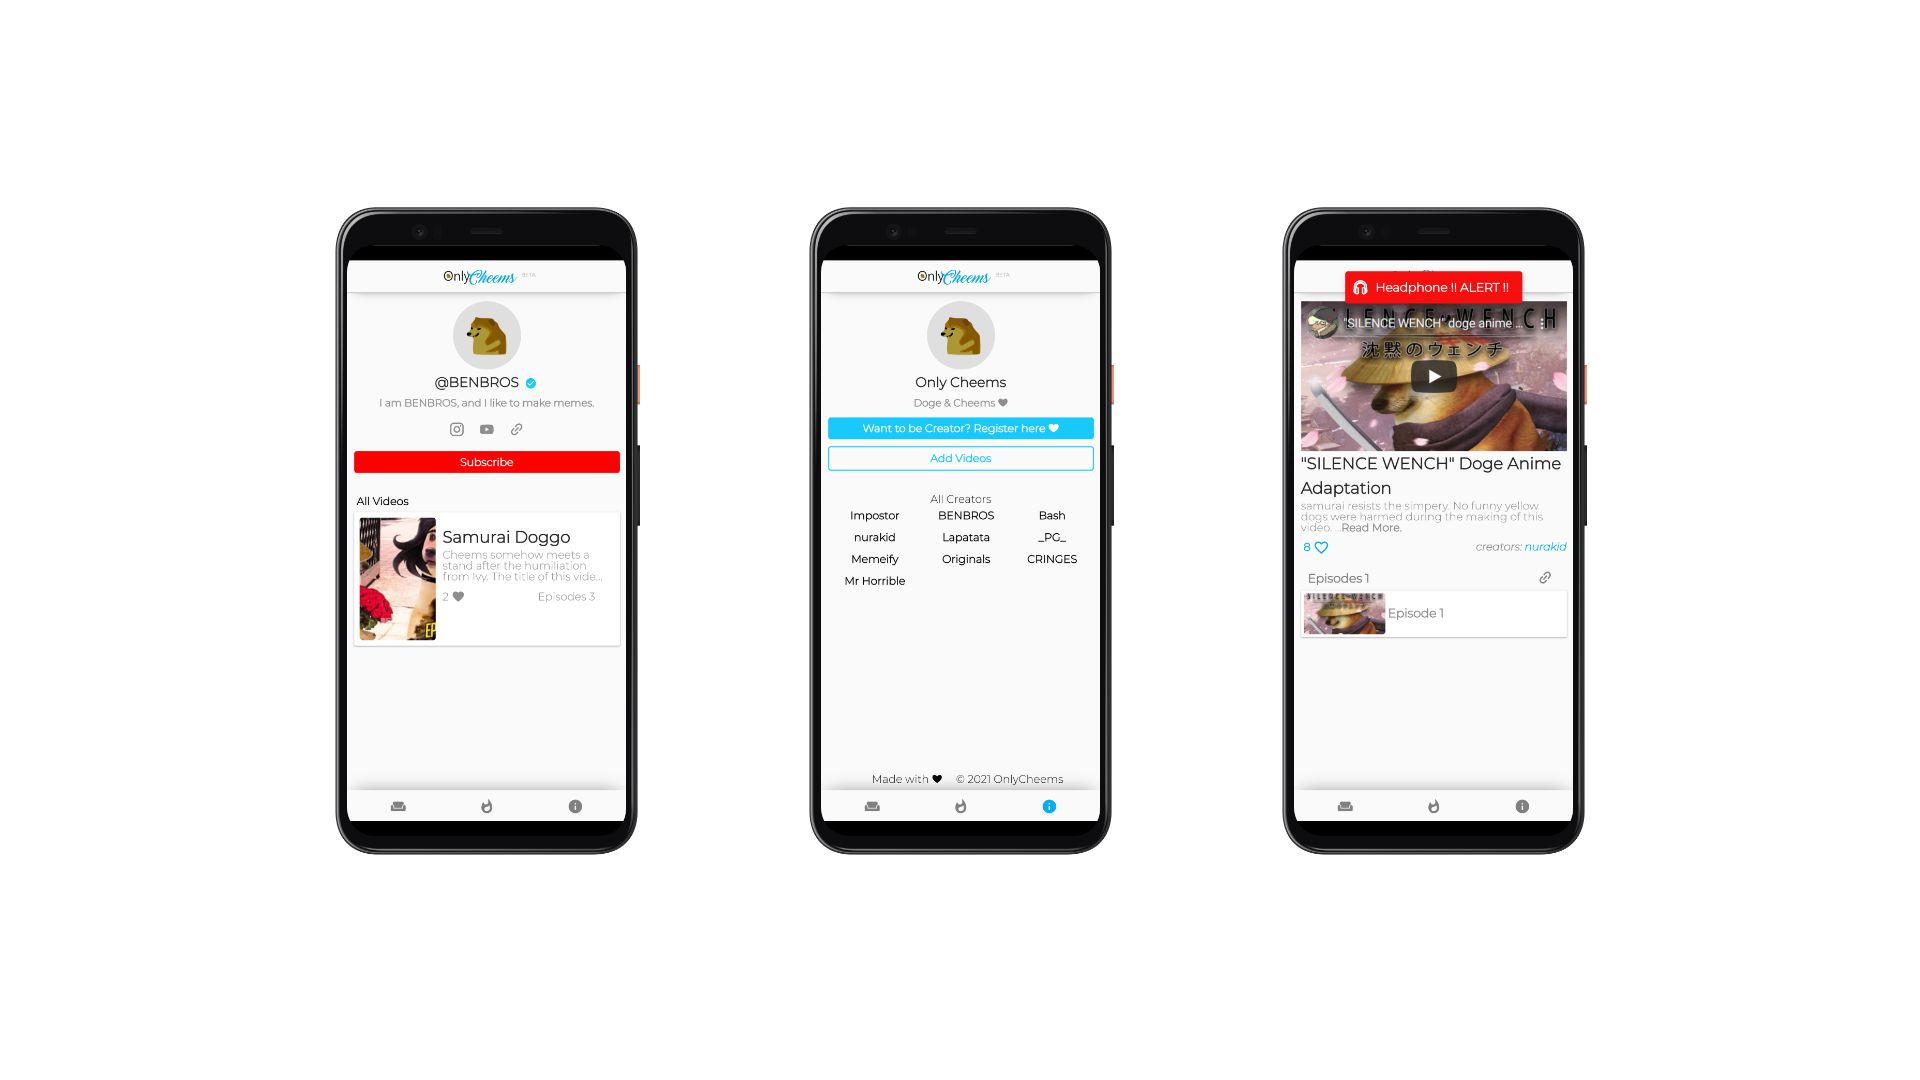 OnlyCheems BETA
@BENBROS
I am BENBROS, and I like to make memes.
Subscribe
All Videos
Samurai Doggo
Cheems somehow meets a
stand after the humiliation
from Ivy. The title of this vide...
2
Episodes 3
EP
OnlyCheems BETA
Only Cheems
Doge & Cheems
Want to be Creator? Register here
Add Videos
All Creators
Impostor BENBROS Bash
nurakid Lapatata _PG_
Memeify Originals CRINGES
Mr Horrible
Made with © 2021 OnlyCheems
Headphone !! ALERT !!
"SILENCE WENCH" doge anime ...
SILENCE WENCH
沈黙のウェンチ
"SILENCE WENCH" Doge Anime
Adaptation
samurai resists the simpery. No funny yellow
dogs were harmed during the making of this
video. ...Read More.
8
creators: nurakid
Episodes 1
SILENCE WENCH
Episode 1